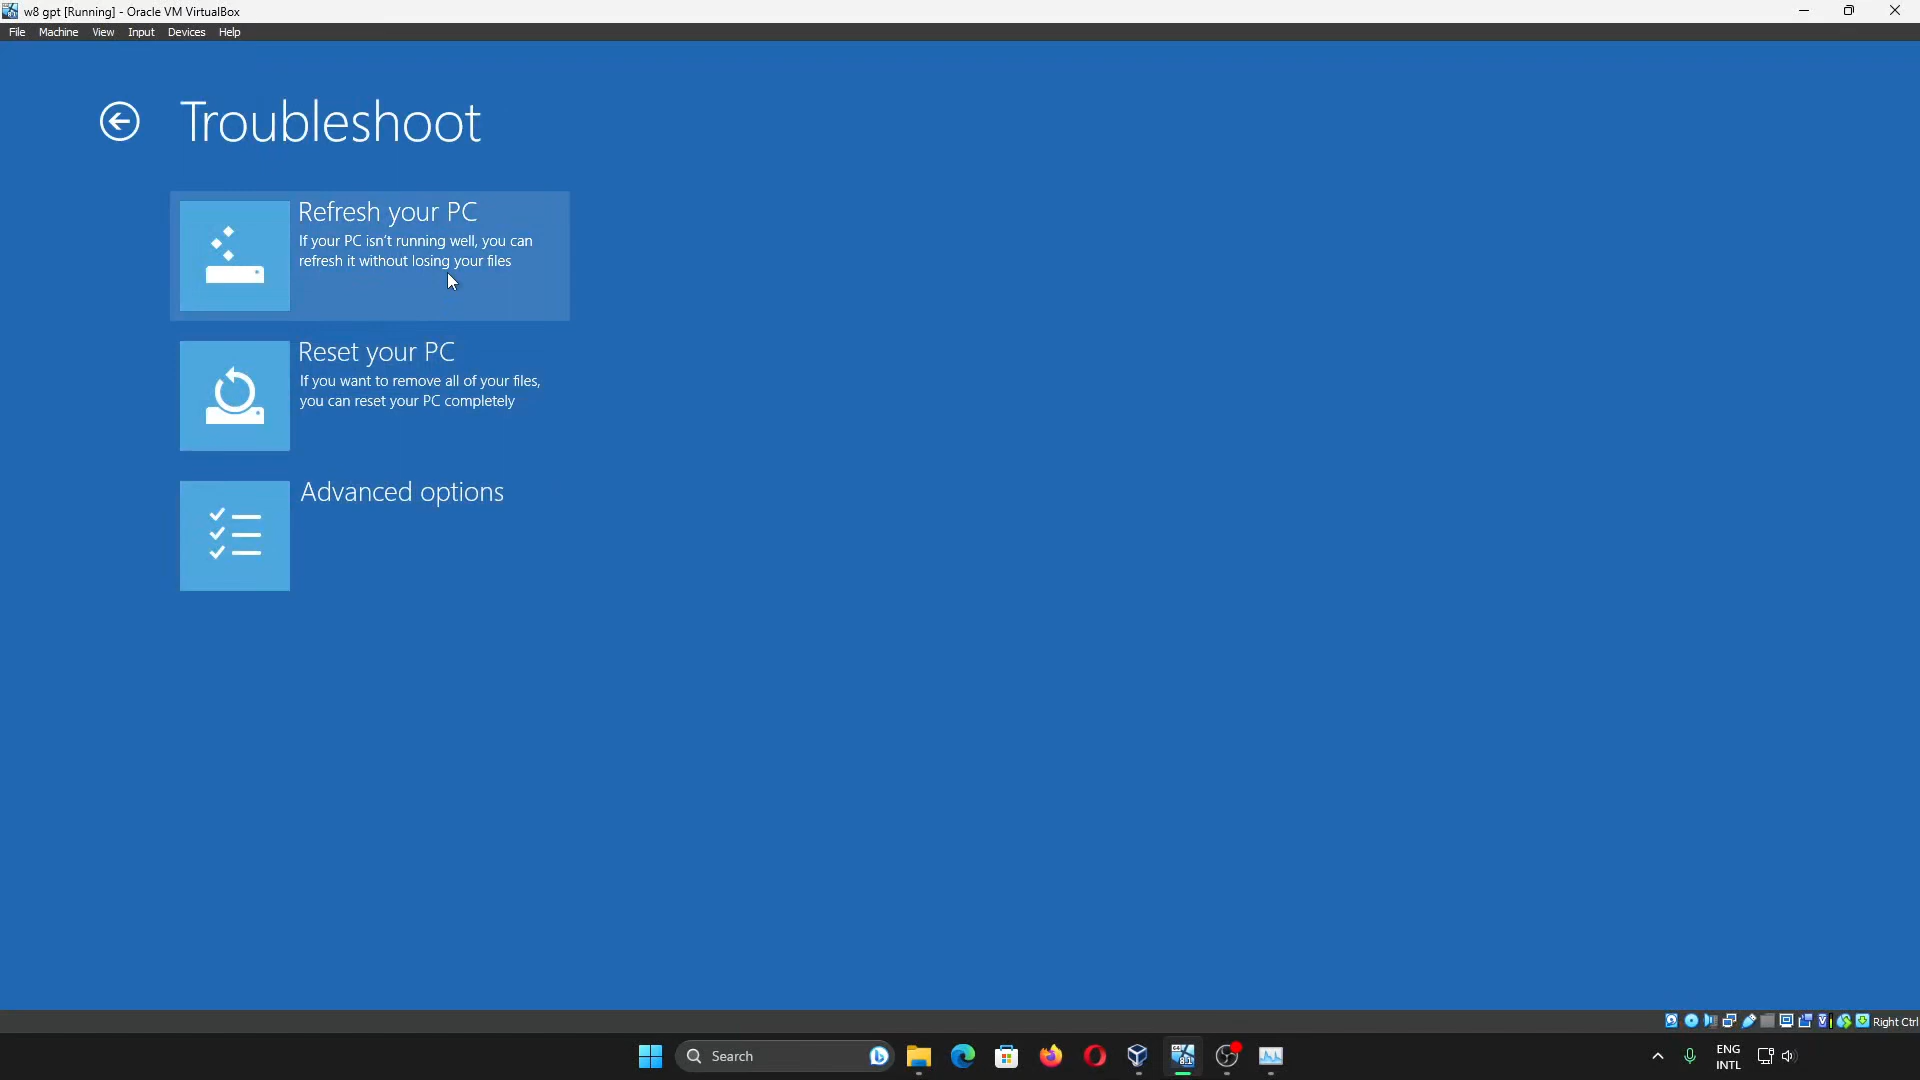 w8 gpt [Running] - Oracle VM VirtualBox
File Machine View Input Devices Help
Troubleshoot
Refresh your PC
If your PC isn't running well, you can
refresh it without losing your files
Reset your PC
If you want to remove all of your files,
you can reset your PC completely
Advanced options
Right Ctrl
Search
ENG
INTL